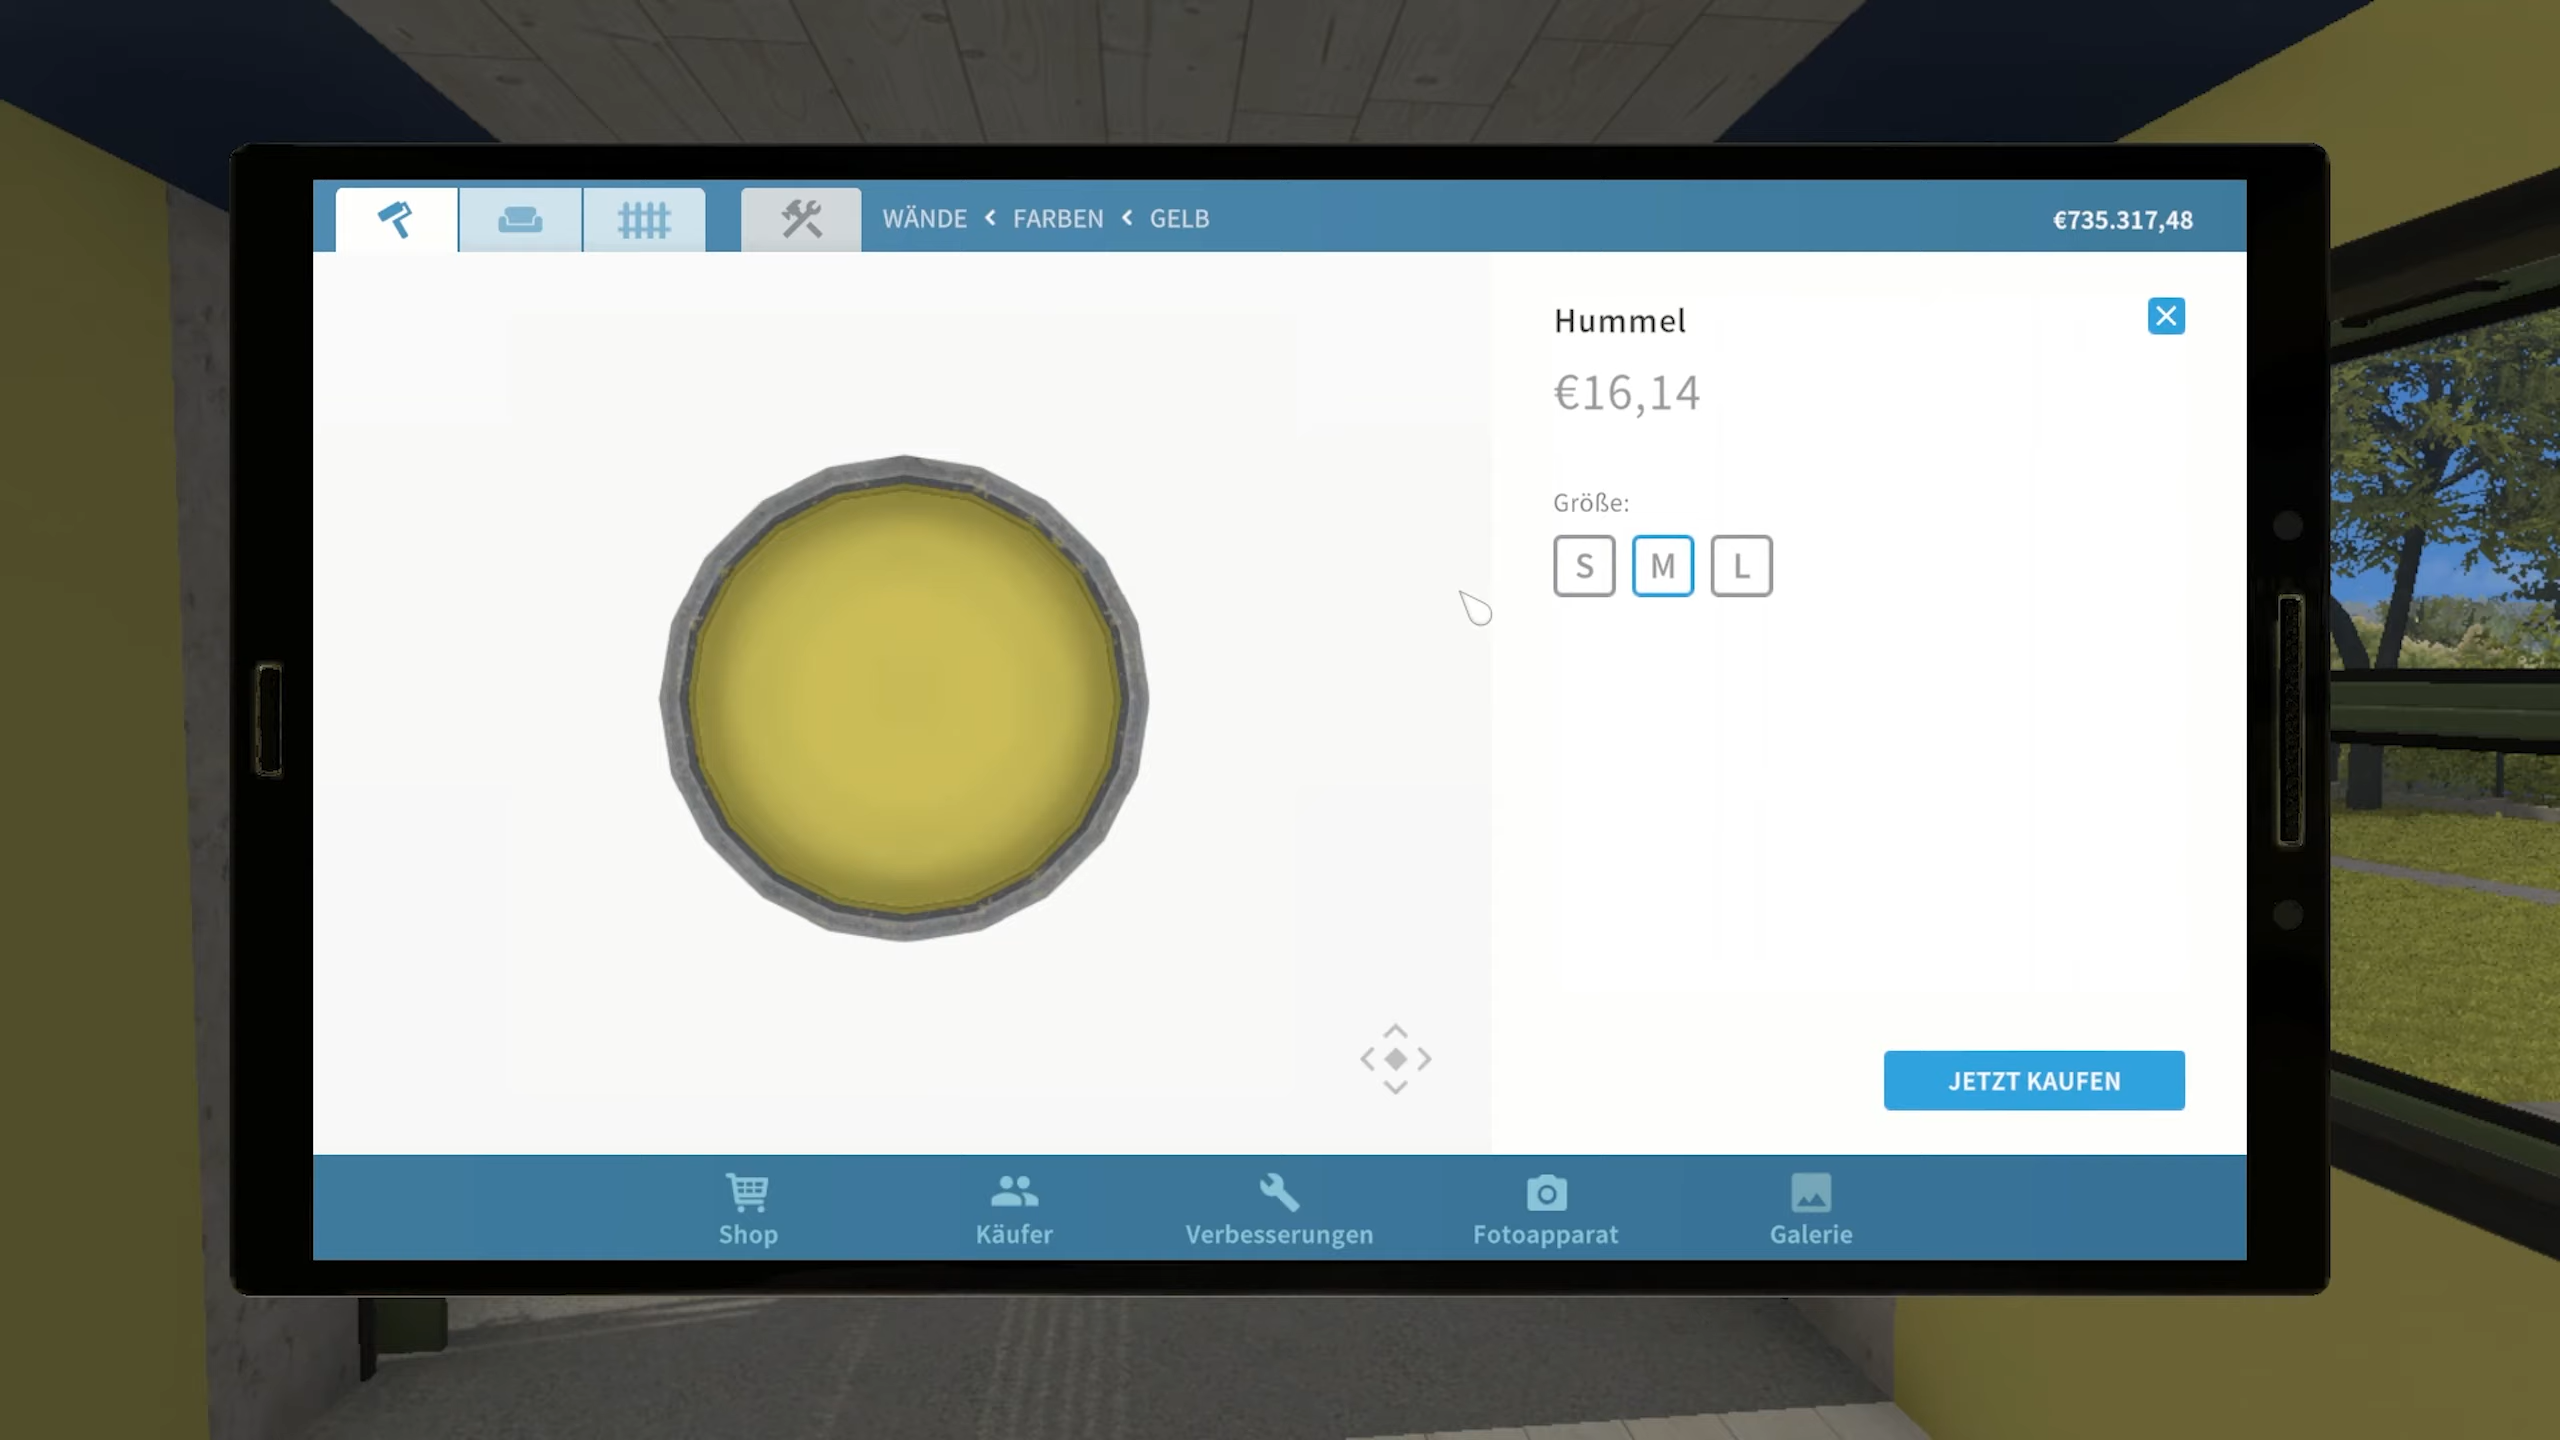 WÄNDE < FARBEN < GELB
€735.317,48
Hummel
€16,14
Größe:
S M L
JETZT KAUFEN
Shop Käufer Verbesserungen Fotoapparat Galerie